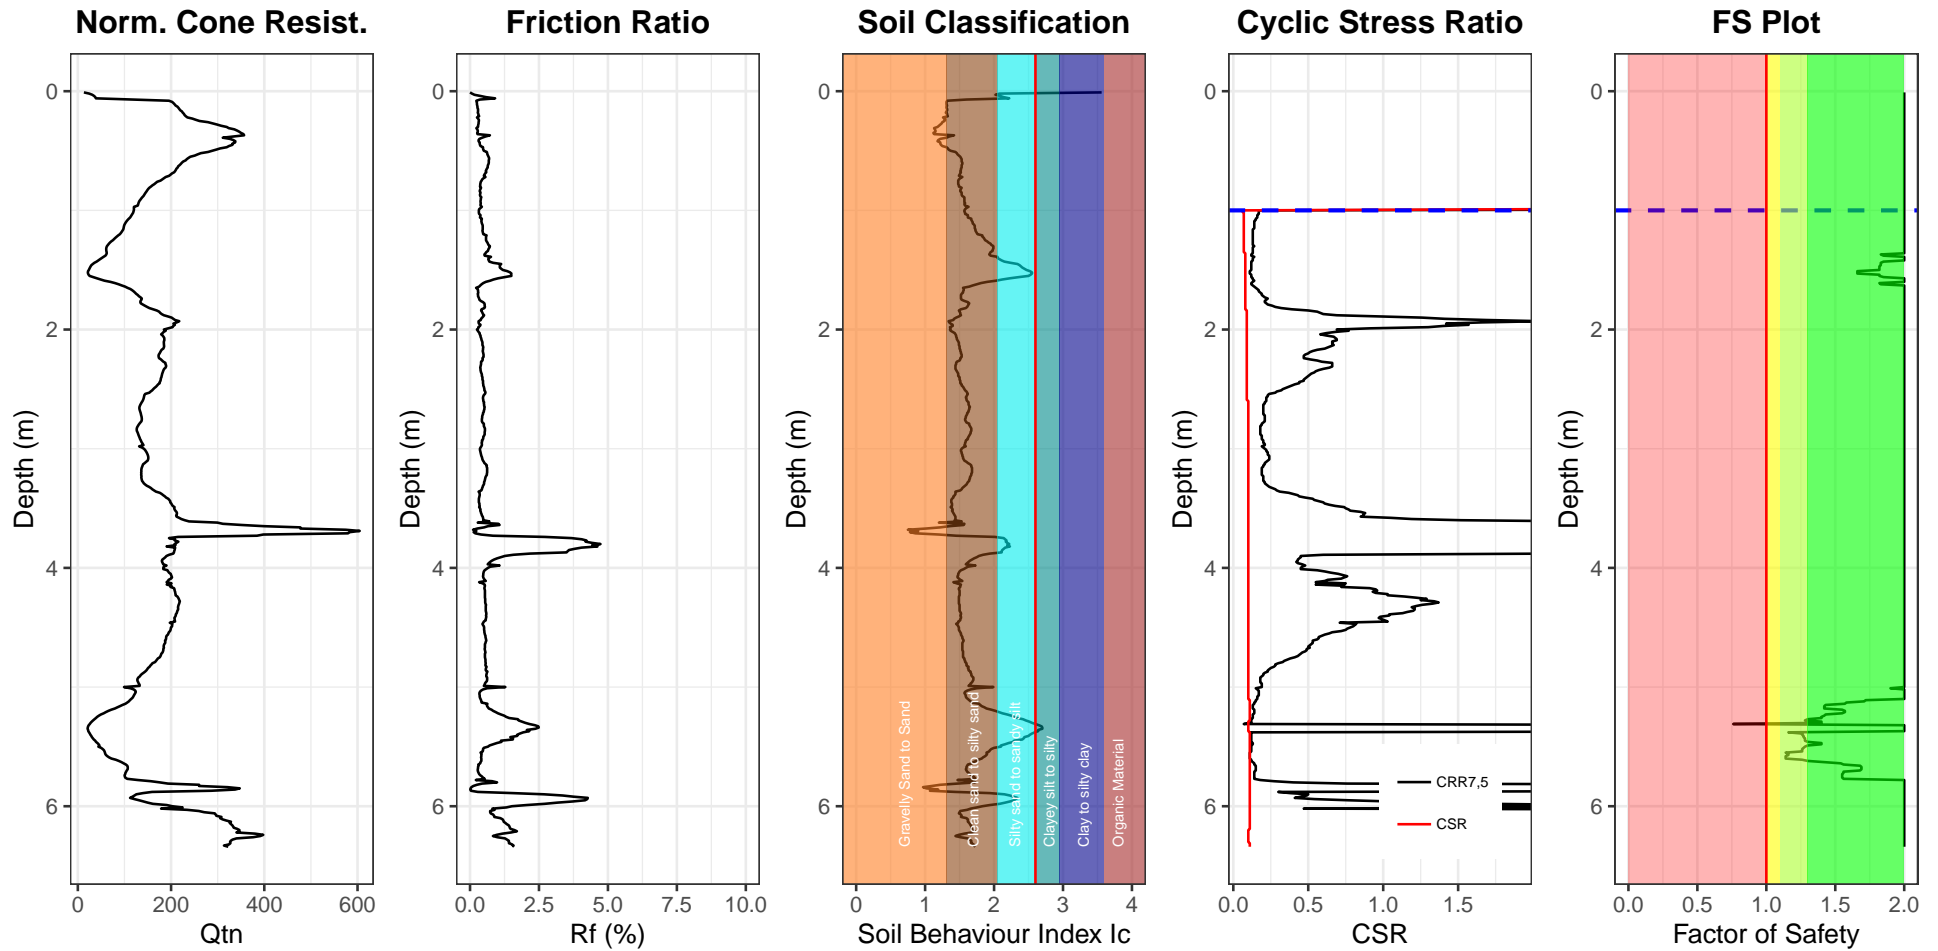 Norm. Cone Resist.
Friction Ratio
Soil Classification
Cyclic Stress Ratio
FS Plot
Depth (m)
0
2
4
6
0
200
400
600
Qtn
Depth (m)
0
2
4
6
0.0
2.5
5.0
7.5
10.0
Rf (%)
Depth (m)
0
2
4
6
Gravelly Sand to Sand
Clean sand to silty sand
Silty sand to sandy silt
Clayey silt to silty
Clay to silty clay
Organic Material
0
1
2
3
4
Soil Behaviour Index Ic
Depth (m)
0
2
4
6
CRR7,5
CSR
0.0
0.5
1.0
1.5
CSR
Depth (m)
0
2
4
6
0.0
0.5
1.0
1.5
2.0
Factor of Safety